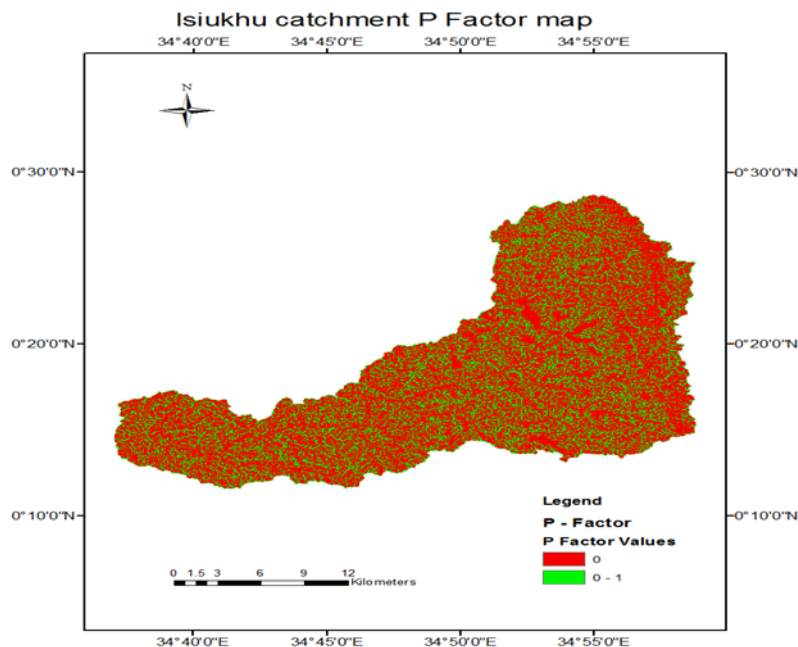 Isiukhu catchment P Factor map
34°40'0"E 34°45'0"E 34°50'0"E 34°55'0"E
N
0°30'0"N 0°30'0"N
0°20'0"N 0°20'0"N
0°10'0"N 0°10'0"N
Legend
P - Factor
P Factor Values
0
0 - 1
0 1.5 3 6 9 12
Kilometers
34°40'0"E 34°45'0"E 34°50'0"E 34°55'0"E